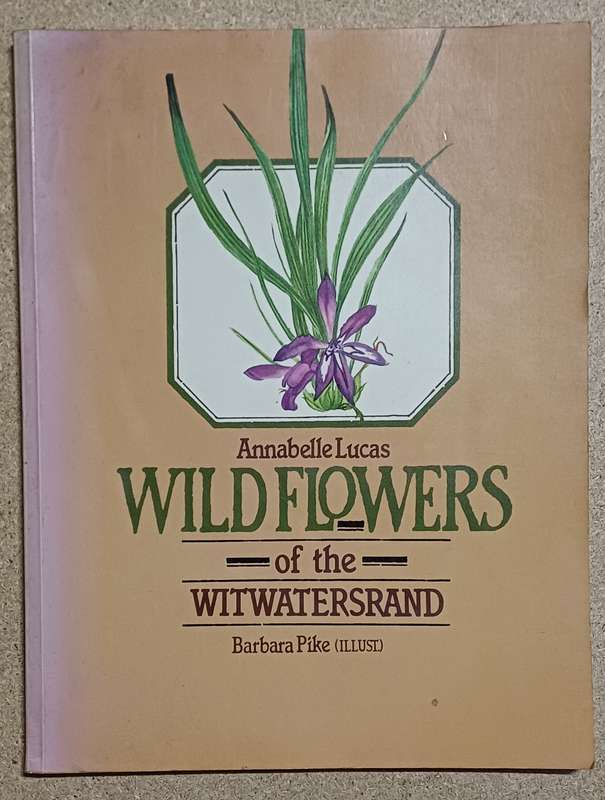 Annabelle Lucas
WILD FLOWERS
of the
WITWATERSRAND
Barbara Pike (ILLUST.)